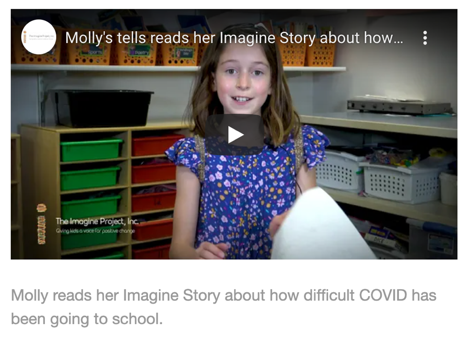 Molly's tells reads her Imagine Story about how...
The Imagine Project, Inc.
Giving kids a voice for positive change
Molly reads her Imagine Story about how difficult COVID has
been going to school.